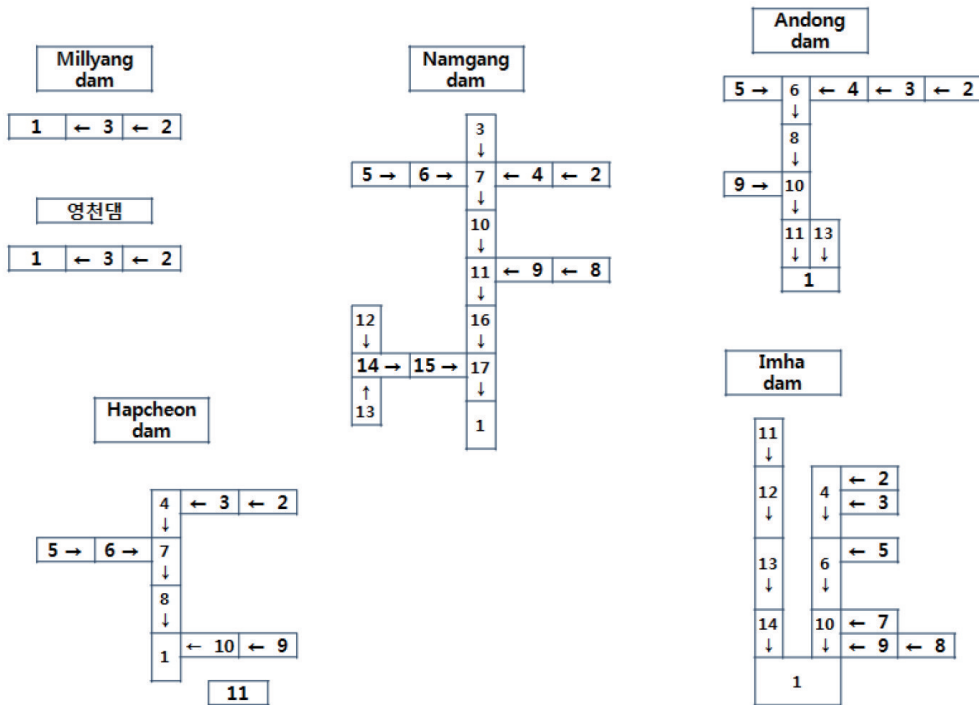 Millyang
dam
1 ← 3 ← 2
영천댐
1 ← 3 ← 2
Namgang
dam
3
↓
5 → 6 → 7 ← 4 ← 2
↓
10
↓
11 ← 9 ← 8
↓
12 16
↓ ↓
14 → 15 → 17
↑ ↓
13 1
Andong
dam
5 → 6 ← 4 ← 3 ← 2
↓
8
↓
9 → 10
↓
11 13
↓ ↓
1
Hapcheon
dam
4 ← 3 ← 2
↓
5 → 6 → 7
↓
8
↓
1 ← 10 ← 9
11
Imha
dam
11
↓
12 4 ← 2
↓ ↓ ← 3
13 6 ← 5
↓ ↓
14 10 ← 7
↓ ↓ ← 9 ← 8
1